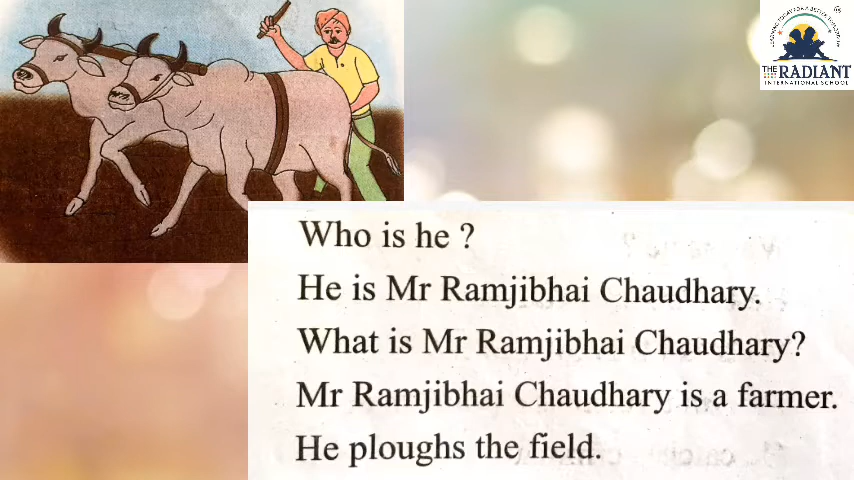 THE RADIANT
INTERNATIONAL SCHOOL
Who is he ?
He is Mr Ramjibhai Chaudhary.
What is Mr Ramjibhai Chaudhary?
Mr Ramjibhai Chaudhary is a farmer.
He ploughs the field.